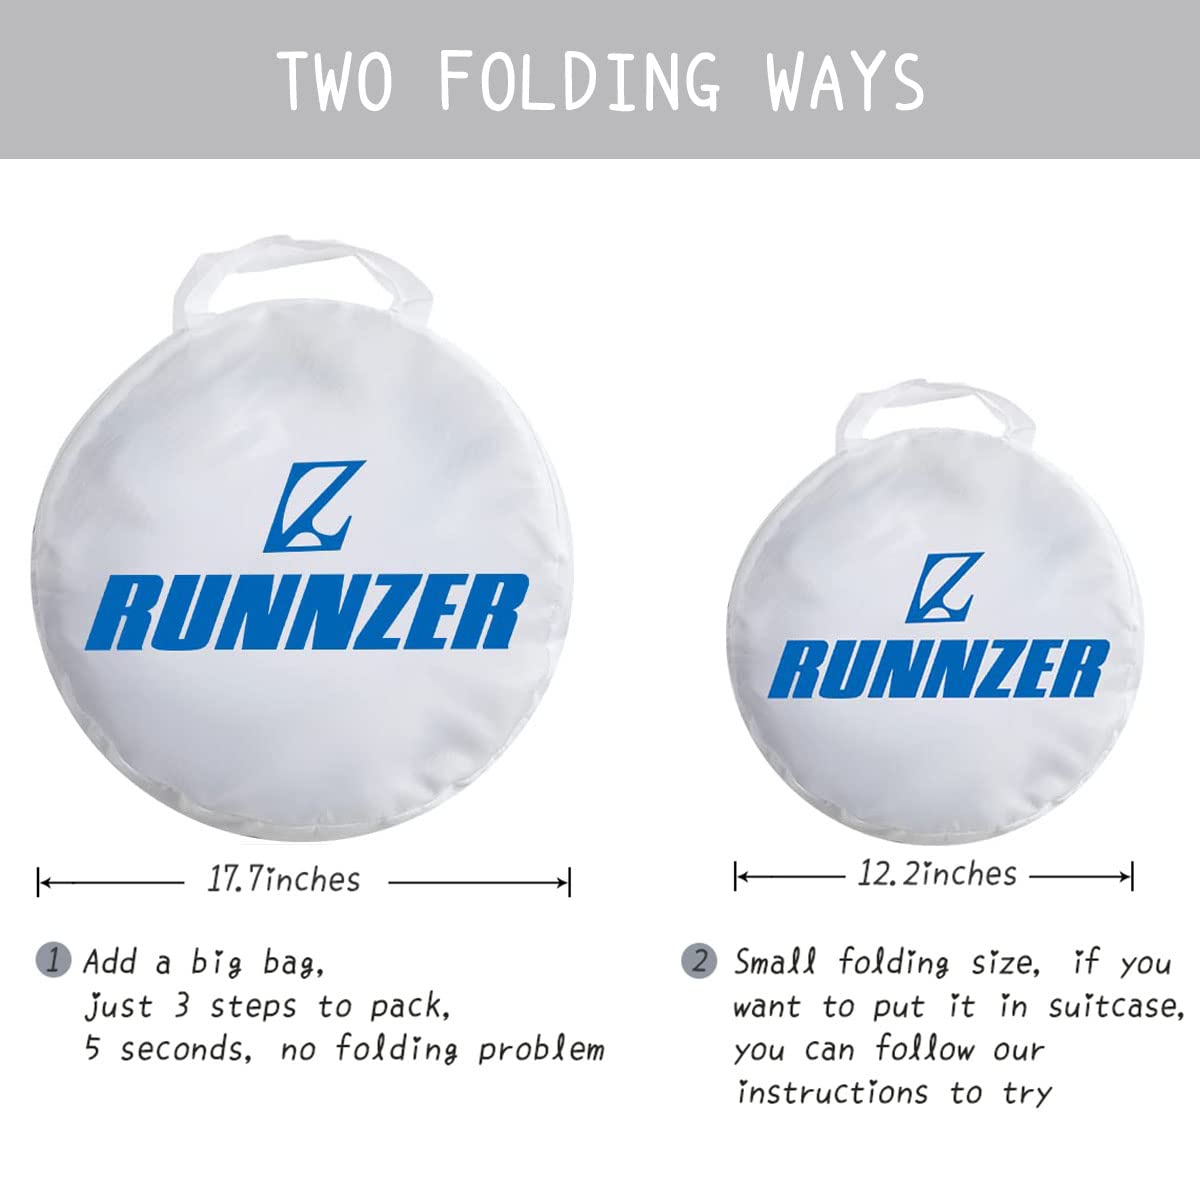 TWO FOLDING WAYS
RUNNZER
RUNNZER
17.7inches
12.2inches
1 Add a big bag,
just 3 steps to pack,
5 seconds, no folding problem
2 Small folding size, if you
want to put it in suitcase,
you can follow our
instructions to try